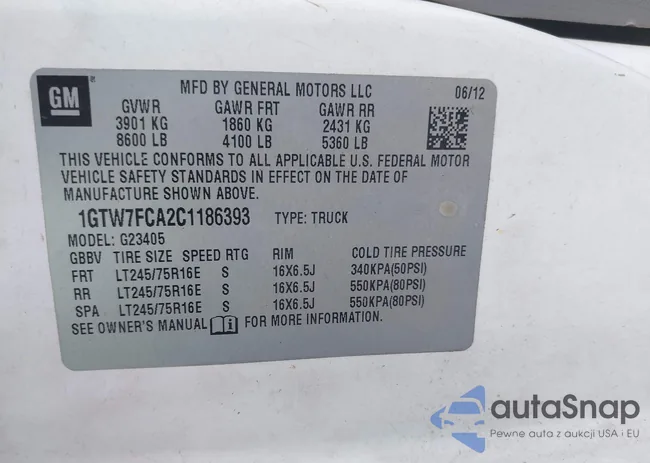 GM
MFD BY GENERAL MOTORS LLC 06/12
GVWR GAWR FRT GAWR RR
3901 KG 1860 KG 2431 KG
8600 LB 4100 LB 5360 LB
THIS VEHICLE CONFORMS TO ALL APPLICABLE U.S. FEDERAL MOTOR
VEHICLE SAFETY STANDARDS IN EFFECT ON THE DATE OF
MANUFACTURE SHOWN ABOVE.
1GTW7FCA2C1186393 TYPE: TRUCK
MODEL: G23405
GBBV TIRE SIZE SPEED RTG RIM COLD TIRE PRESSURE
FRT LT245/75R16E S 16X6.5J 340KPA(50PSI)
RR LT245/75R16E S 16X6.5J 550KPA(80PSI)
SPA LT245/75R16E S 16X6.5J 550KPA(80PSI)
SEE OWNER'S MANUAL i FOR MORE INFORMATION.
autaSnap
Pewne auta z aukcji USA i EU